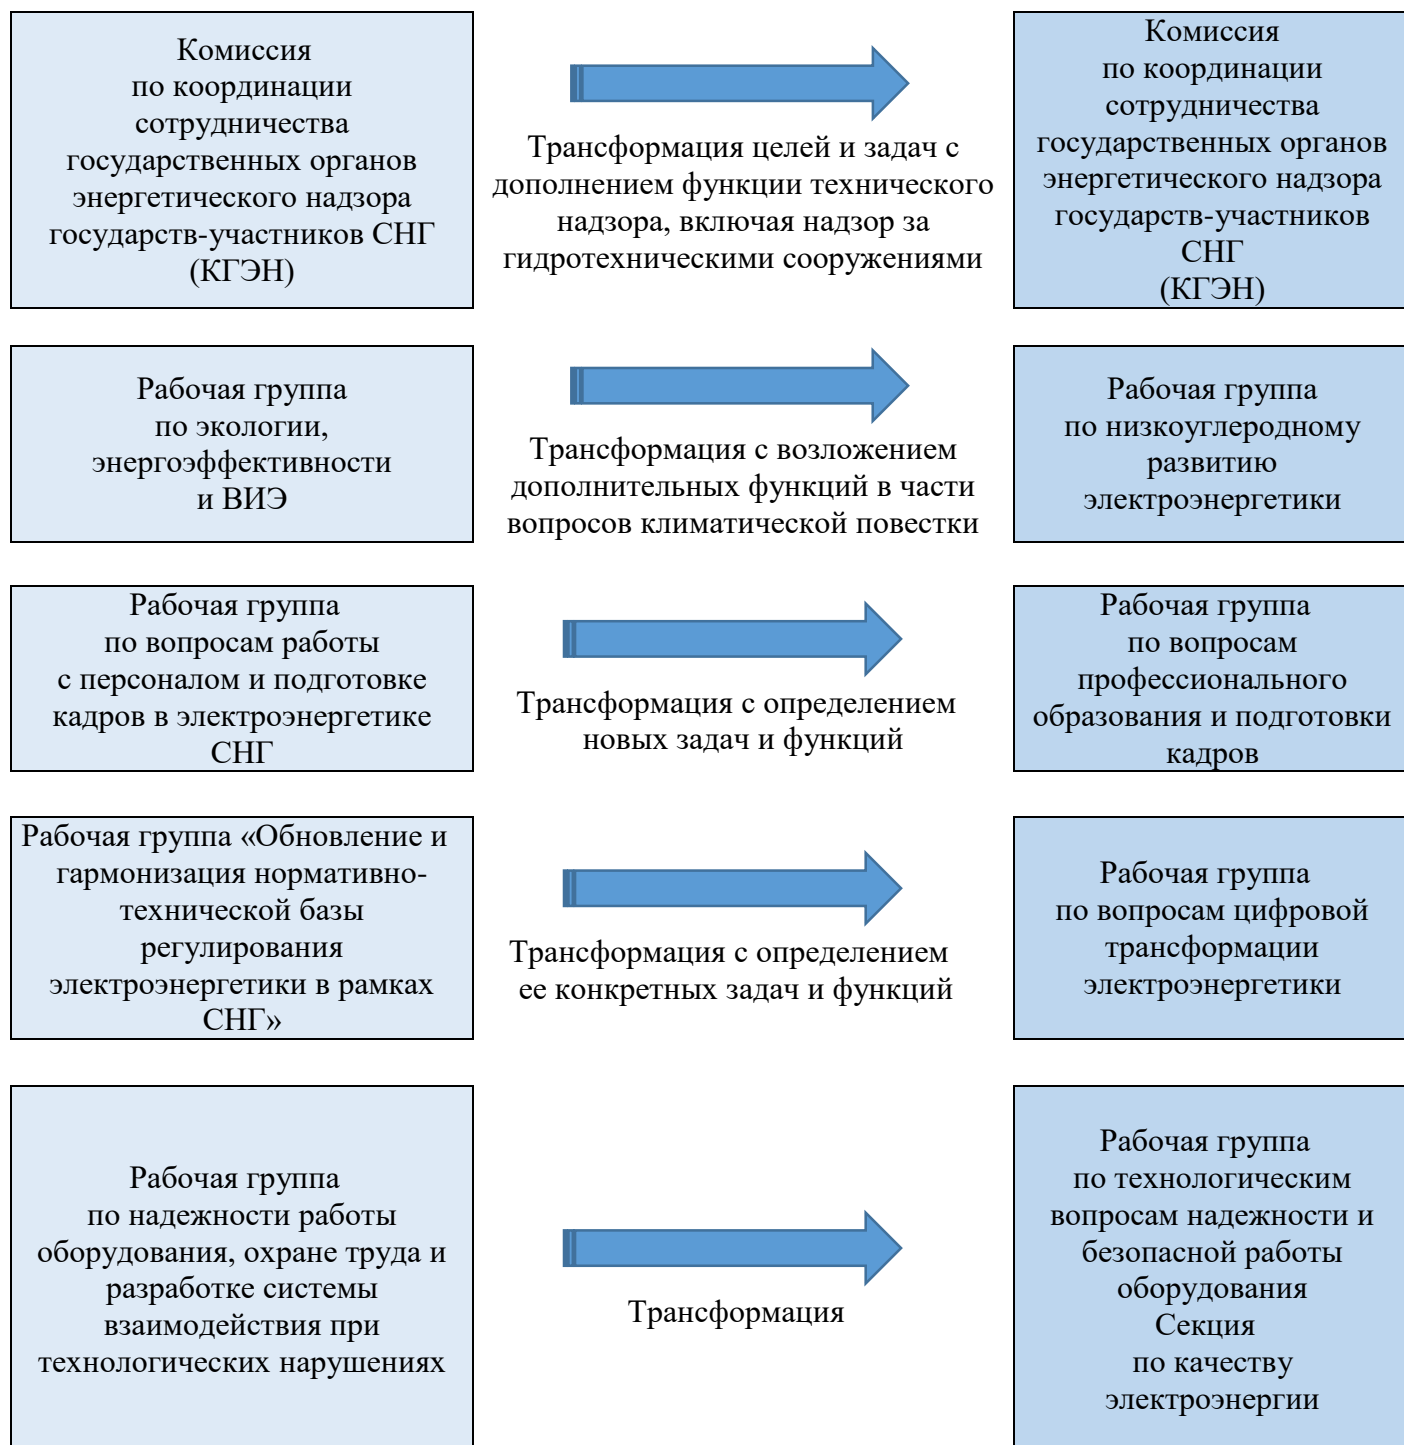 Комиссия
по координации
сотрудничества
государственных органов
энергетического надзора
государств-участников СНГ
(КГЭН)
Трансформация целей и задач с
дополнением функции технического
надзора, включая надзор за
гидротехническими сооружениями
Комиссия
по координации
сотрудничества
государственных органов
энергетического надзора
государств-участников
СНГ
(КГЭН)
Рабочая группа
по экологии,
энергоэффективности
и ВИЭ
Трансформация с возложением
дополнительных функций в части
вопросов климатической повестки
Рабочая группа
по низкоуглеродному
развитию
электроэнергетики
Рабочая группа
по вопросам работы
с персоналом и подготовке
кадров в электроэнергетике
СНГ
Трансформация с определением
новых задач и функций
Рабочая группа
по вопросам
профессионального
образования и подготовки
кадров
Рабочая группа «Обновление и
гармонизация нормативно-
технической базы
регулирования
электроэнергетики в рамках
СНГ»
Трансформация с определением
ее конкретных задач и функций
Рабочая группа
по вопросам цифровой
трансформации
электроэнергетики
Рабочая группа
по надежности работы
оборудования, охране труда и
разработке системы
взаимодействия при
технологических нарушениях
Трансформация
Рабочая группа
по технологическим
вопросам надежности и
безопасной работы
оборудования
Секция
по качеству
электроэнергии